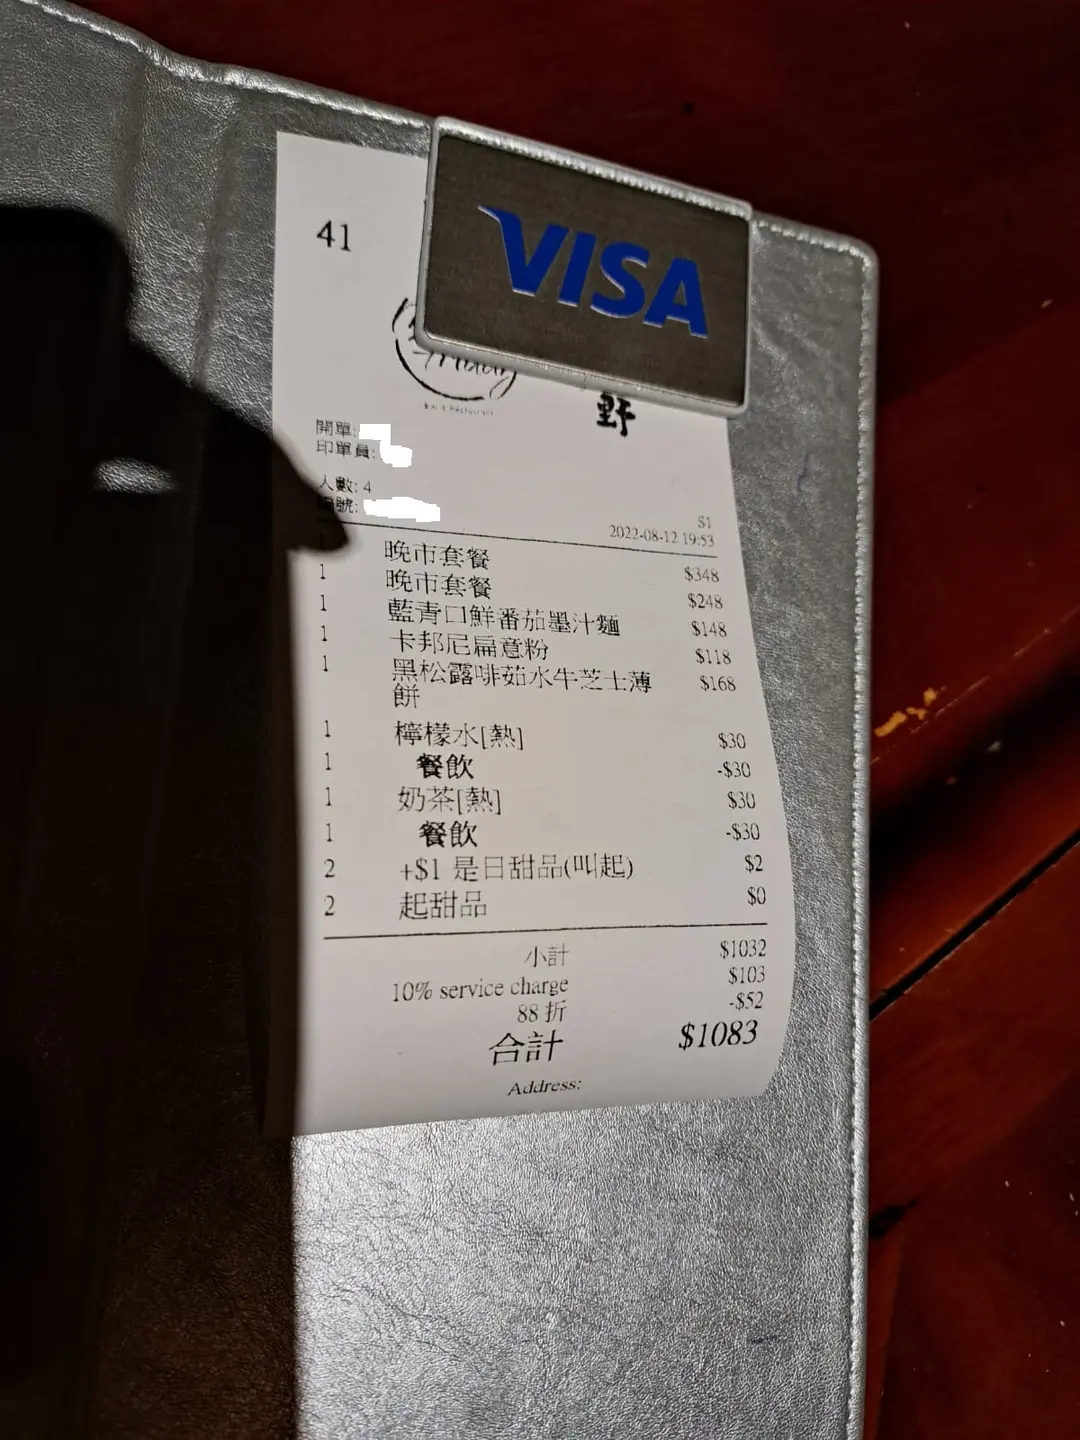 VISA
41
野
開單:
印單員:
人數: 4
號:
S1
2022-08-12 19:53
1 晚市套餐 $348
1 晚市套餐 $248
1 藍青口鮮番茄墨汁麵 $148
1 卡邦尼扁意粉 $118
1 黑松露啡茹水牛芝士薄 $168
餅
1 檸檬水[熱] $30
1 餐飲 -$30
1 奶茶[熱] $30
1 餐飲 -$30
2 +$1 是日甜品(叫起) $2
2 起甜品 $0
小計 $1032
10% service charge $103
88 折 -$52
合計 $1083
Address: